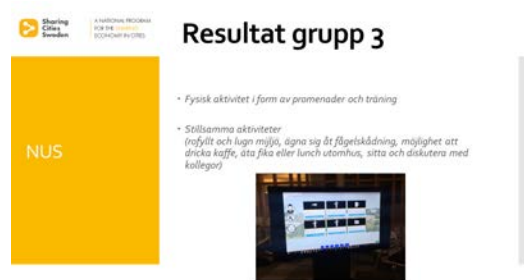 Sharing
Cities
Sweden
A NATIONAL PROGRAM
FOR THE SHARING
ECONOMY IN CITIES
Resultat grupp 3
NUS
• Fysisk aktivitet i form av promenader och träning
• Stillsamma aktiviteter
(rofyllt och lugn mijljö, ägna sig åt fågelskådning, möjlighet att
dricka kaffe, äta fika eller lunch utomhus, sitta och diskutera med
kollegor)